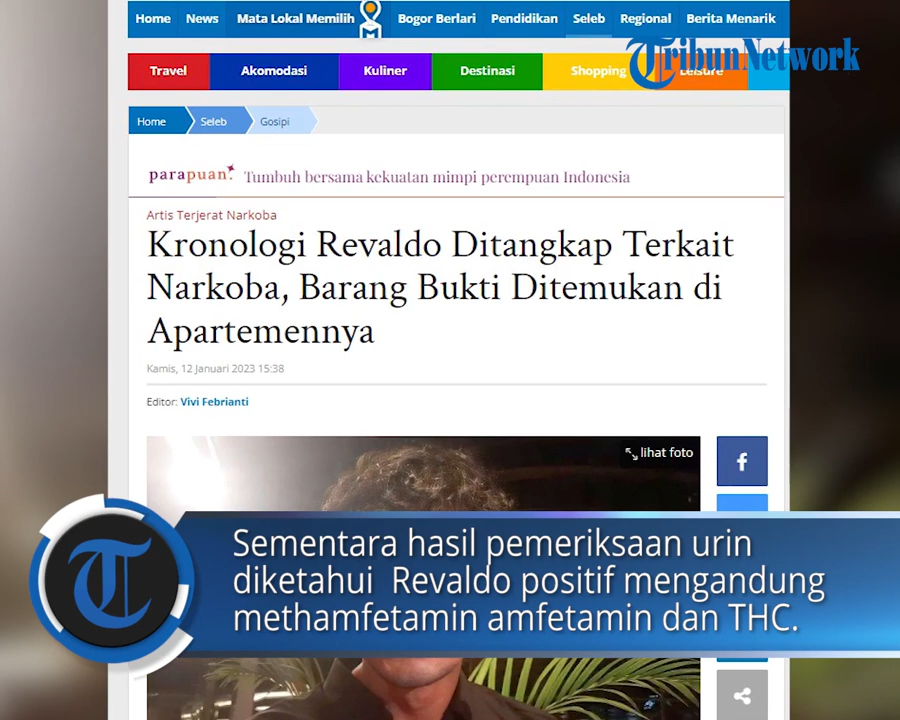 Home News Mata Lokal Memilih Bogor Berlari Pendidikan Seleb Regional Berita Menarik
Tribun Network
Travel Akomodasi Kuliner Destinasi Shopping Leisure
Home Seleb Gosipi
parapuan. Tumbuh bersama kekuatan mimpi perempuan Indonesia
Artis Terjerat Narkoba
Kronologi Revaldo Ditangkap Terkait
Narkoba, Barang Bukti Ditemukan di
Apartemennya
Kamis, 12 Januari 2023 15:38
Editor: Vivi Febrianti
lihat foto
f
T
Sementara hasil pemeriksaan urin
diketahui Revaldo positif mengandung
methamfetamin amfetamin dan THC.